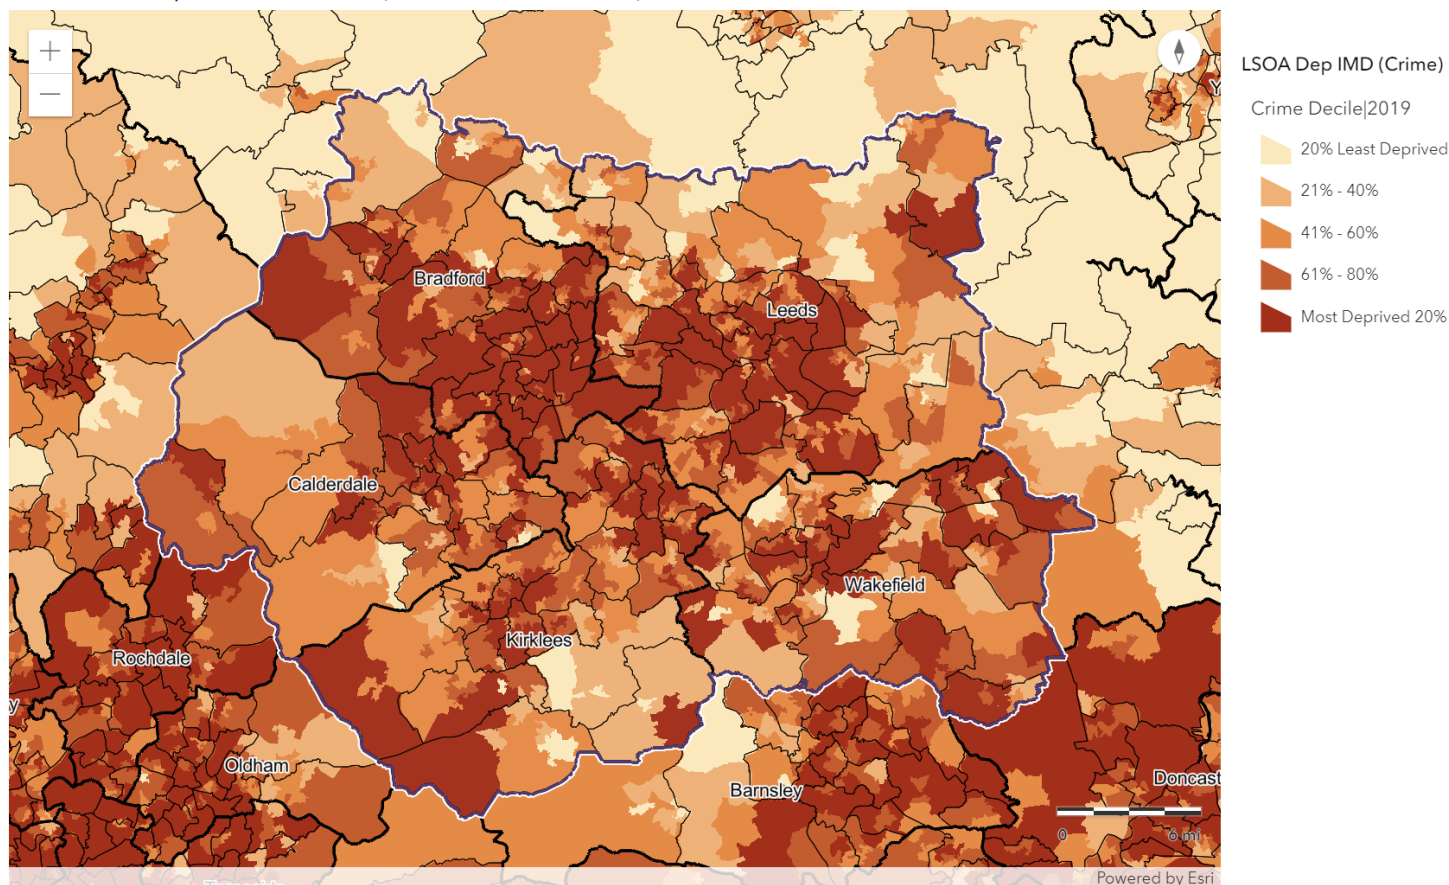 +
−
LSOA Dep IMD (Crime)
Crime Decile|2019
20% Least Deprived
21% - 40%
41% - 60%
61% - 80%
Most Deprived 20%
Y
Bradford
Leeds
Calderdale
Wakefield
Kirklees
Rochdale
y
Oldham
Barnsley
Doncast
0 6 mi
Powered by Esri